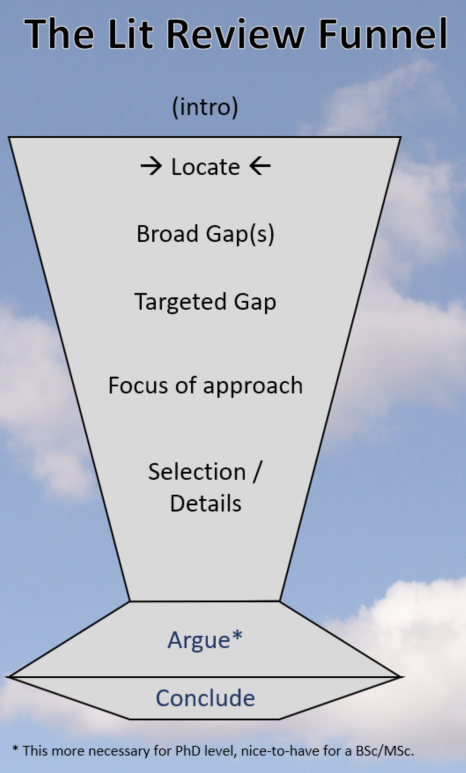 The Lit Review Funnel
(intro)
→ Locate ←
Broad Gap(s)
Targeted Gap
Focus of approach
Selection /
Details
Argue*
Conclude
* This more necessary for PhD level, nice-to-have for a BSc/MSc.